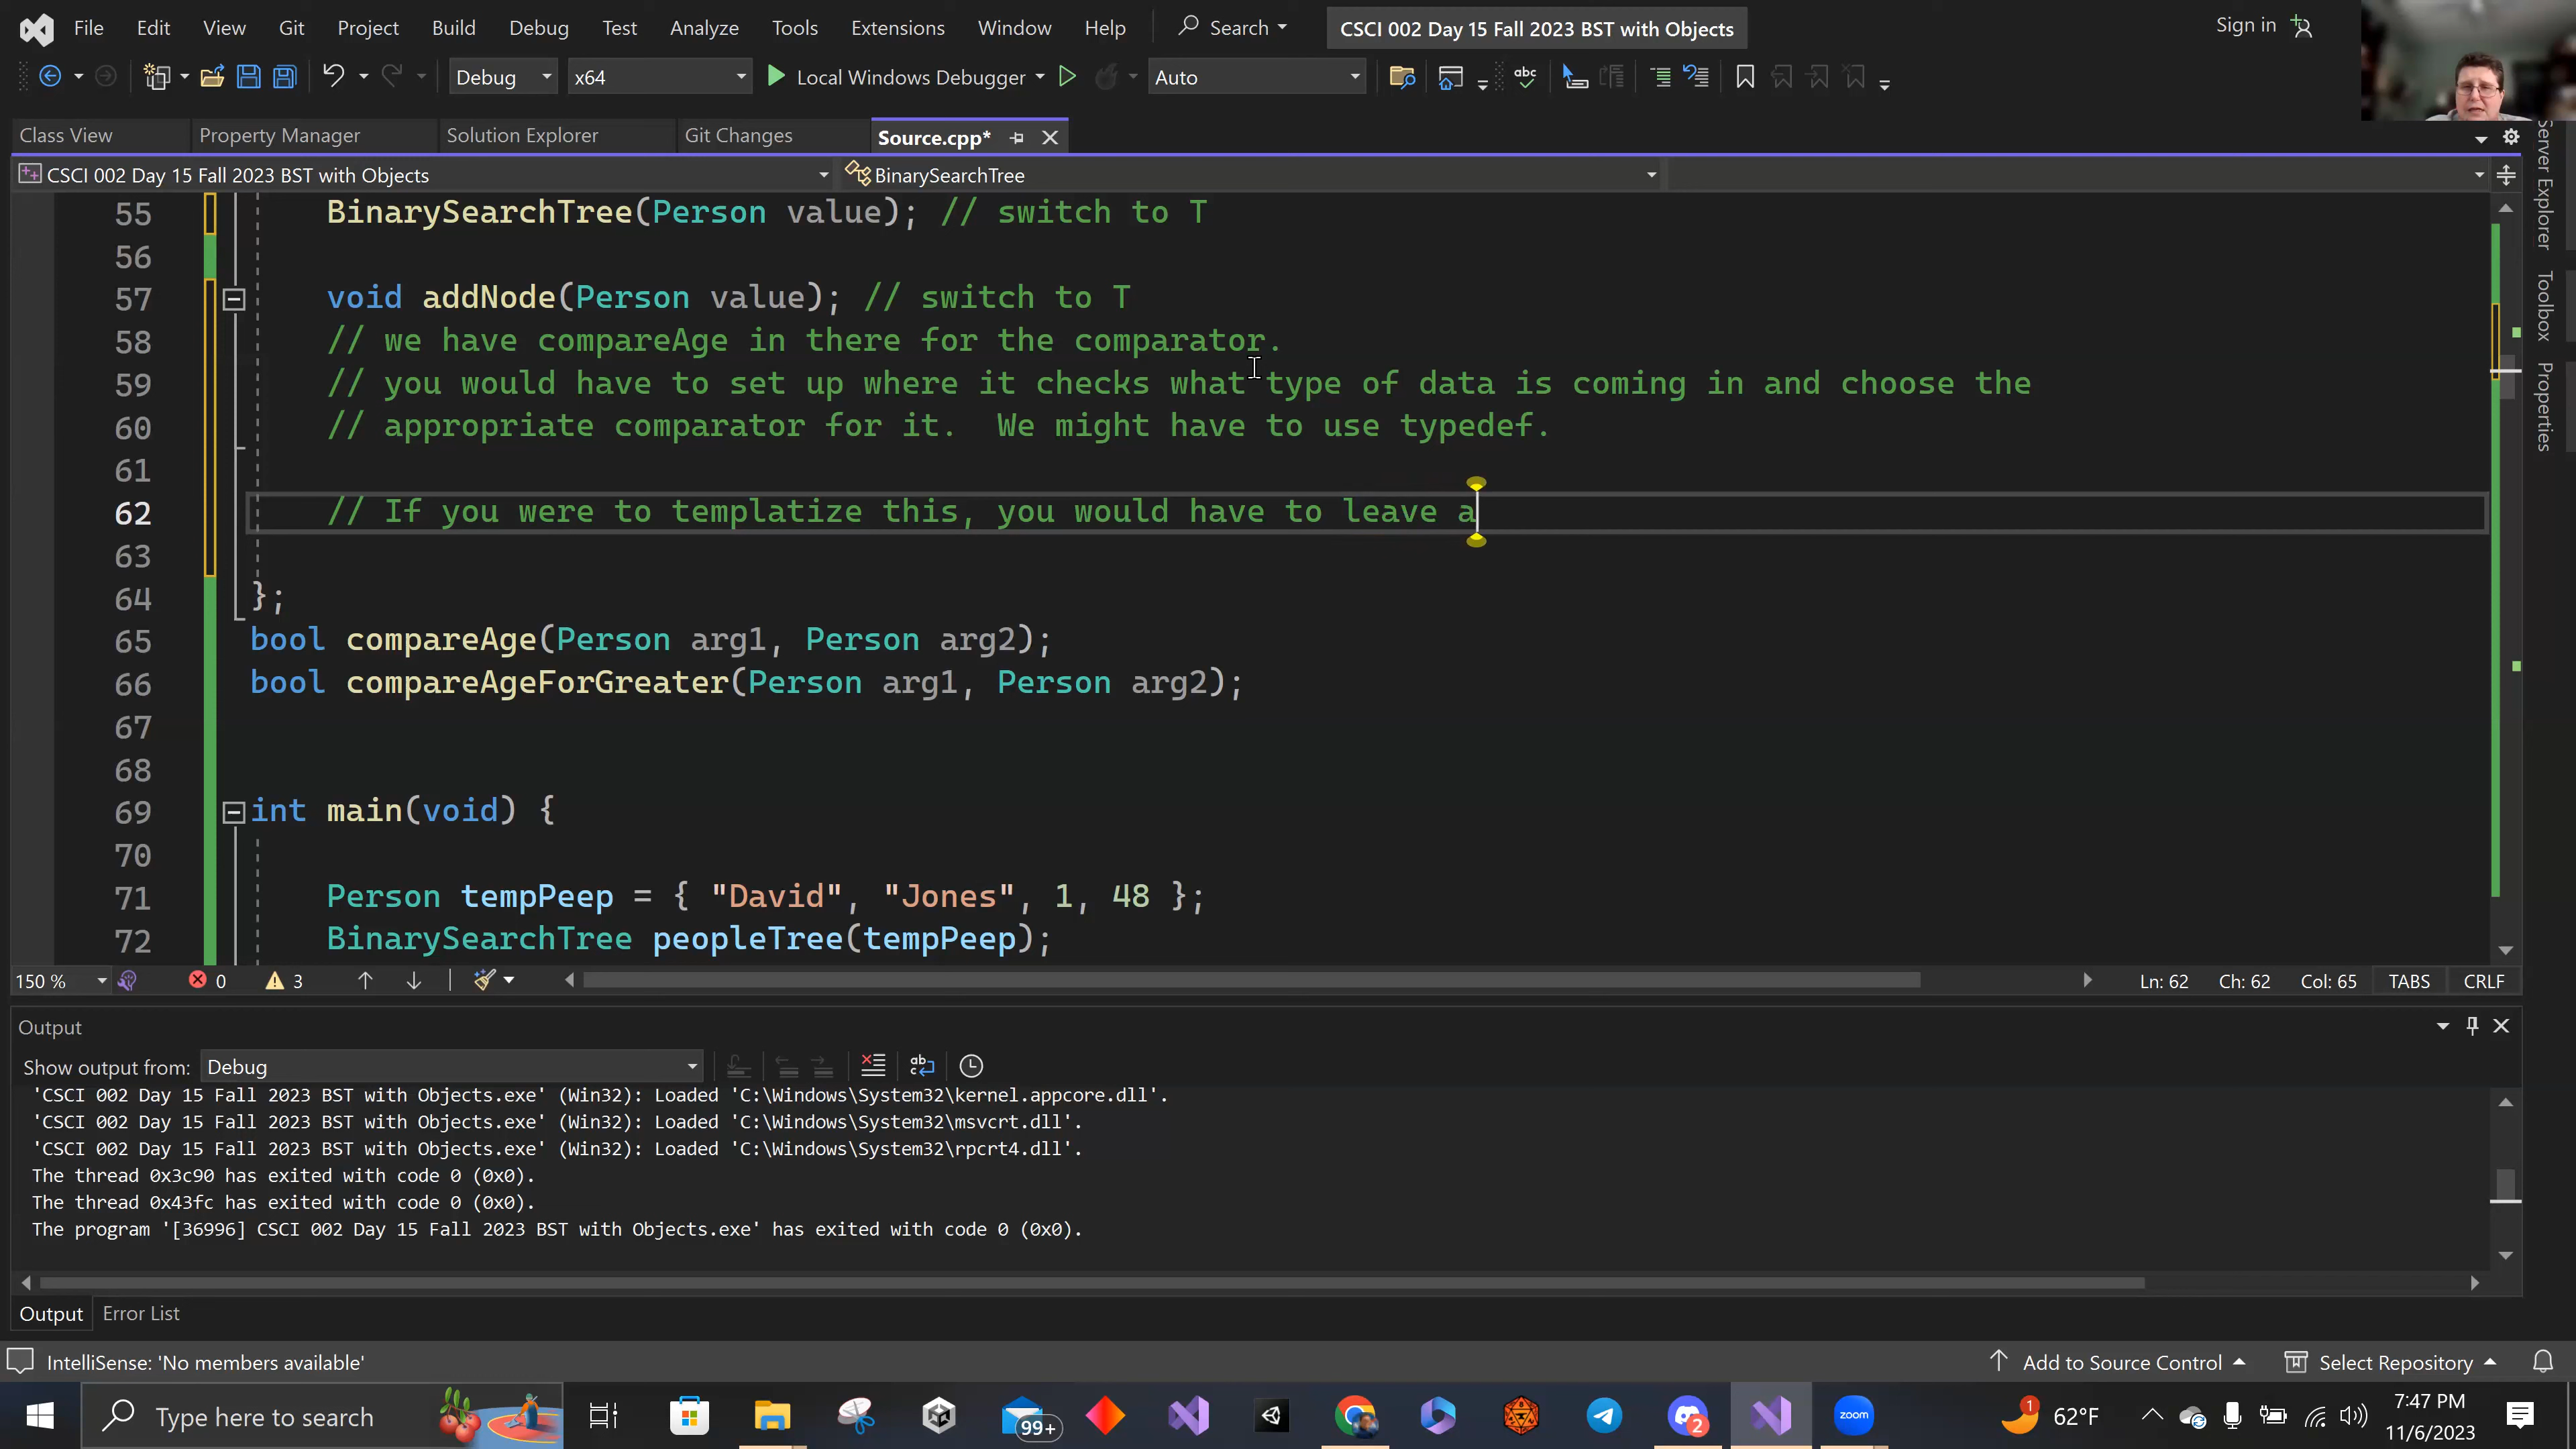 File Edit View Git Project Build Debug Test Analyze Tools Extensions Window Help Search CSCI 002 Day 15 Fall 2023 BST with Objects Sign in
Debug x64 Local Windows Debugger Auto
Class View Property Manager Solution Explorer Git Changes Source.cpp*
CSCI 002 Day 15 Fall 2023 BST with Objects BinarySearchTree
55 BinarySearchTree(Person value); // switch to T
56
57 void addNode(Person value); // switch to T
58 // we have compareAge in there for the comparator.
59 // you would have to set up where it checks what type of data is coming in and choose the
60 // appropriate comparator for it.  We might have to use typedef.
61
62 // If you were to templatize this, you would have to leave a
63
64 };
65 bool compareAge(Person arg1, Person arg2);
66 bool compareAgeForGreater(Person arg1, Person arg2);
67
68
69 int main(void) {
70
71 Person tempPeep = { "David", "Jones", 1, 48 };
72 BinarySearchTree peopleTree(tempPeep);
Server Explorer
Toolbox
Properties
150 % 0 3 Ln: 62 Ch: 62 Col: 65 TABS CRLF
Output
Show output from: Debug
'CSCI 002 Day 15 Fall 2023 BST with Objects.exe' (Win32): Loaded 'C:\Windows\System32\kernel.appcore.dll'.
'CSCI 002 Day 15 Fall 2023 BST with Objects.exe' (Win32): Loaded 'C:\Windows\System32\msvcrt.dll'.
'CSCI 002 Day 15 Fall 2023 BST with Objects.exe' (Win32): Loaded 'C:\Windows\System32\rpcrt4.dll'.
The thread 0x3c90 has exited with code 0 (0x0).
The thread 0x43fc has exited with code 0 (0x0).
The program '[36996] CSCI 002 Day 15 Fall 2023 BST with Objects.exe' has exited with code 0 (0x0).
Output Error List
IntelliSense: 'No members available' Add to Source Control Select Repository
Type here to search 99+ 2 zoom 1 62°F 7:47 PM
11/6/2023